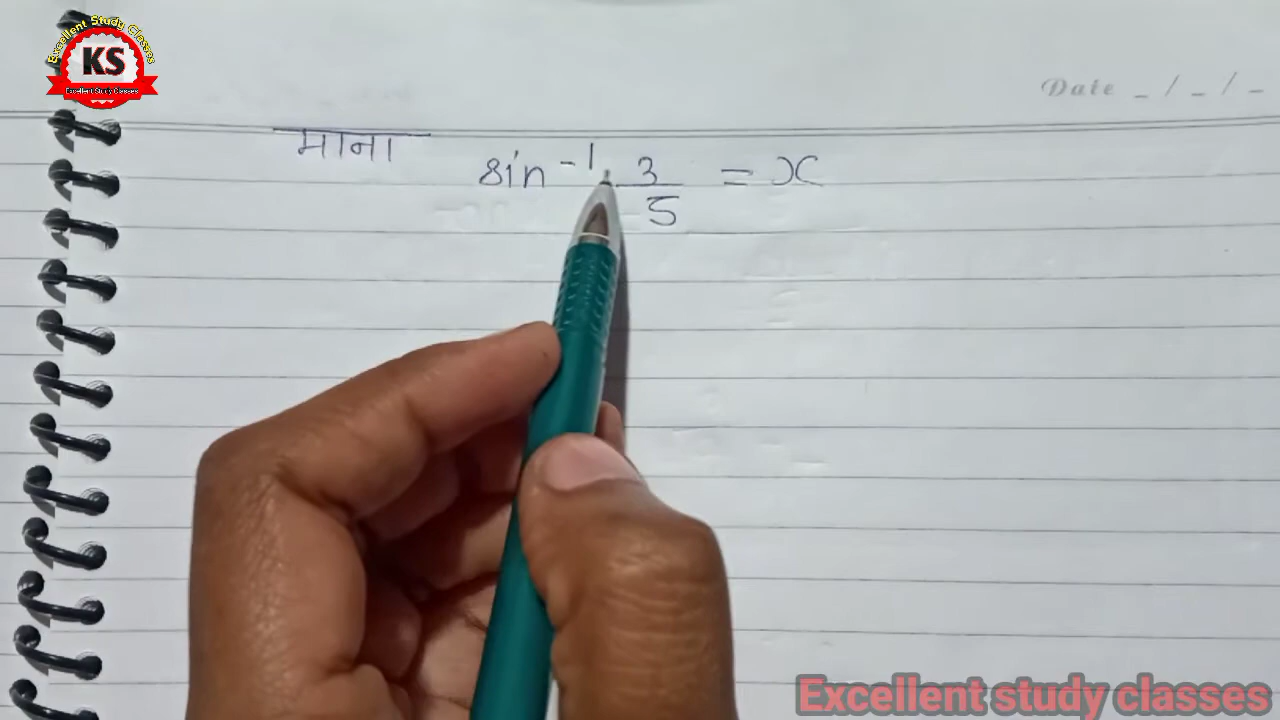 Excellent Study Classes
KS
Excellent Study Classes
Date _ / _ / _
माना sin⁻¹ 3/5 = x
Excellent study classes